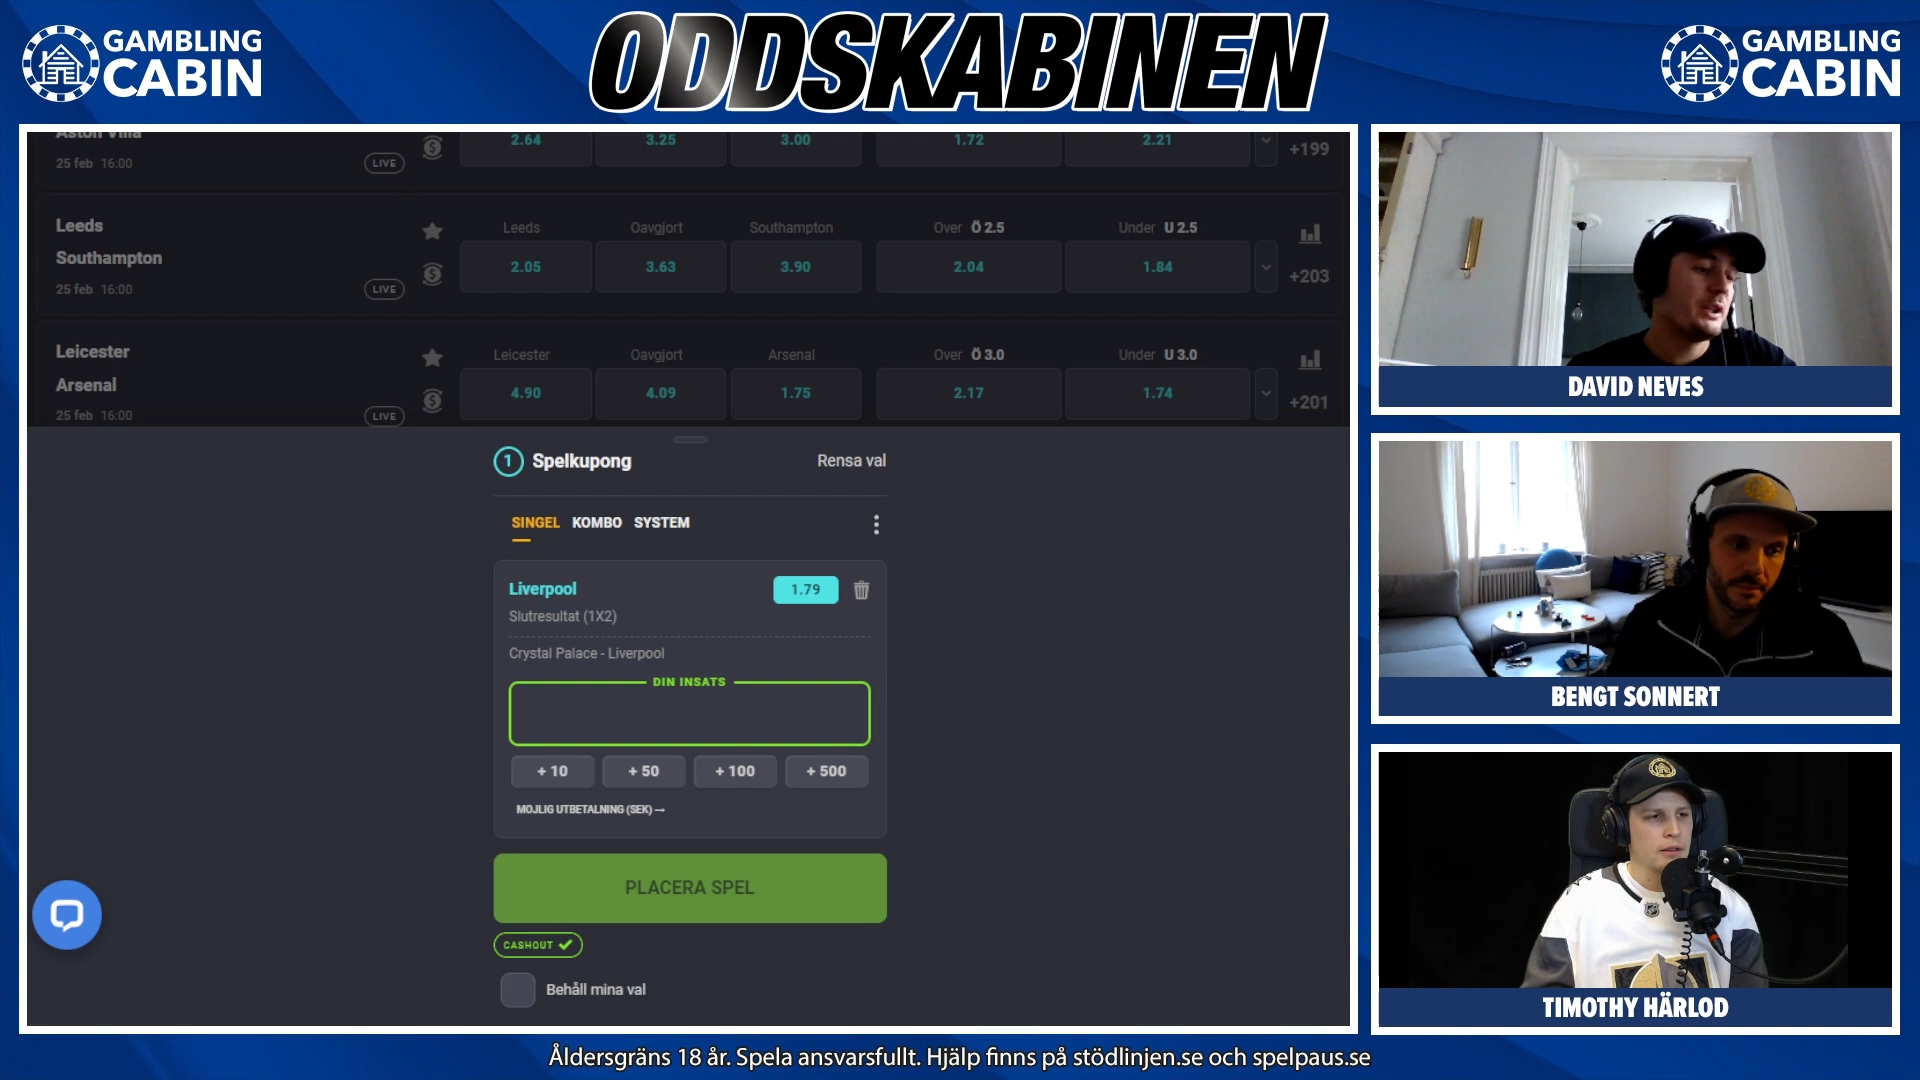 GAMBLING
CABIN
ODDSKABINEN
GAMBLING
CABIN
Aston Villa
25 feb 16:00
LIVE
2.64 3.25 3.00 1.72 2.21 +199
Leeds
Southampton
25 feb 16:00
LIVE
Leeds Oavgjort Southampton Over Ö 2.5 Under U 2.5
2.05 3.63 3.90 2.04 1.84 +203
Leicester
Arsenal
25 feb 16:00
LIVE
Leicester Oavgjort Arsenal Over Ö 3.0 Under U 3.0
4.90 4.09 1.75 2.17 1.74 +201
1 Spelkupong Rensa val
SINGEL KOMBO SYSTEM
Liverpool 1.79
Slutresultat (1X2)
Crystal Palace - Liverpool
DIN INSATS
+ 10 + 50 + 100 + 500
MÖJLIG UTBETALNING (SEK)
PLACERA SPEL
CASHOUT
Behåll mina val
DAVID NEVES
BENGT SONNERT
TIMOTHY HÄRLOD
Åldersgräns 18 år. Spela ansvarsfullt. Hjälp finns på stödlinjen.se och spelpaus.se